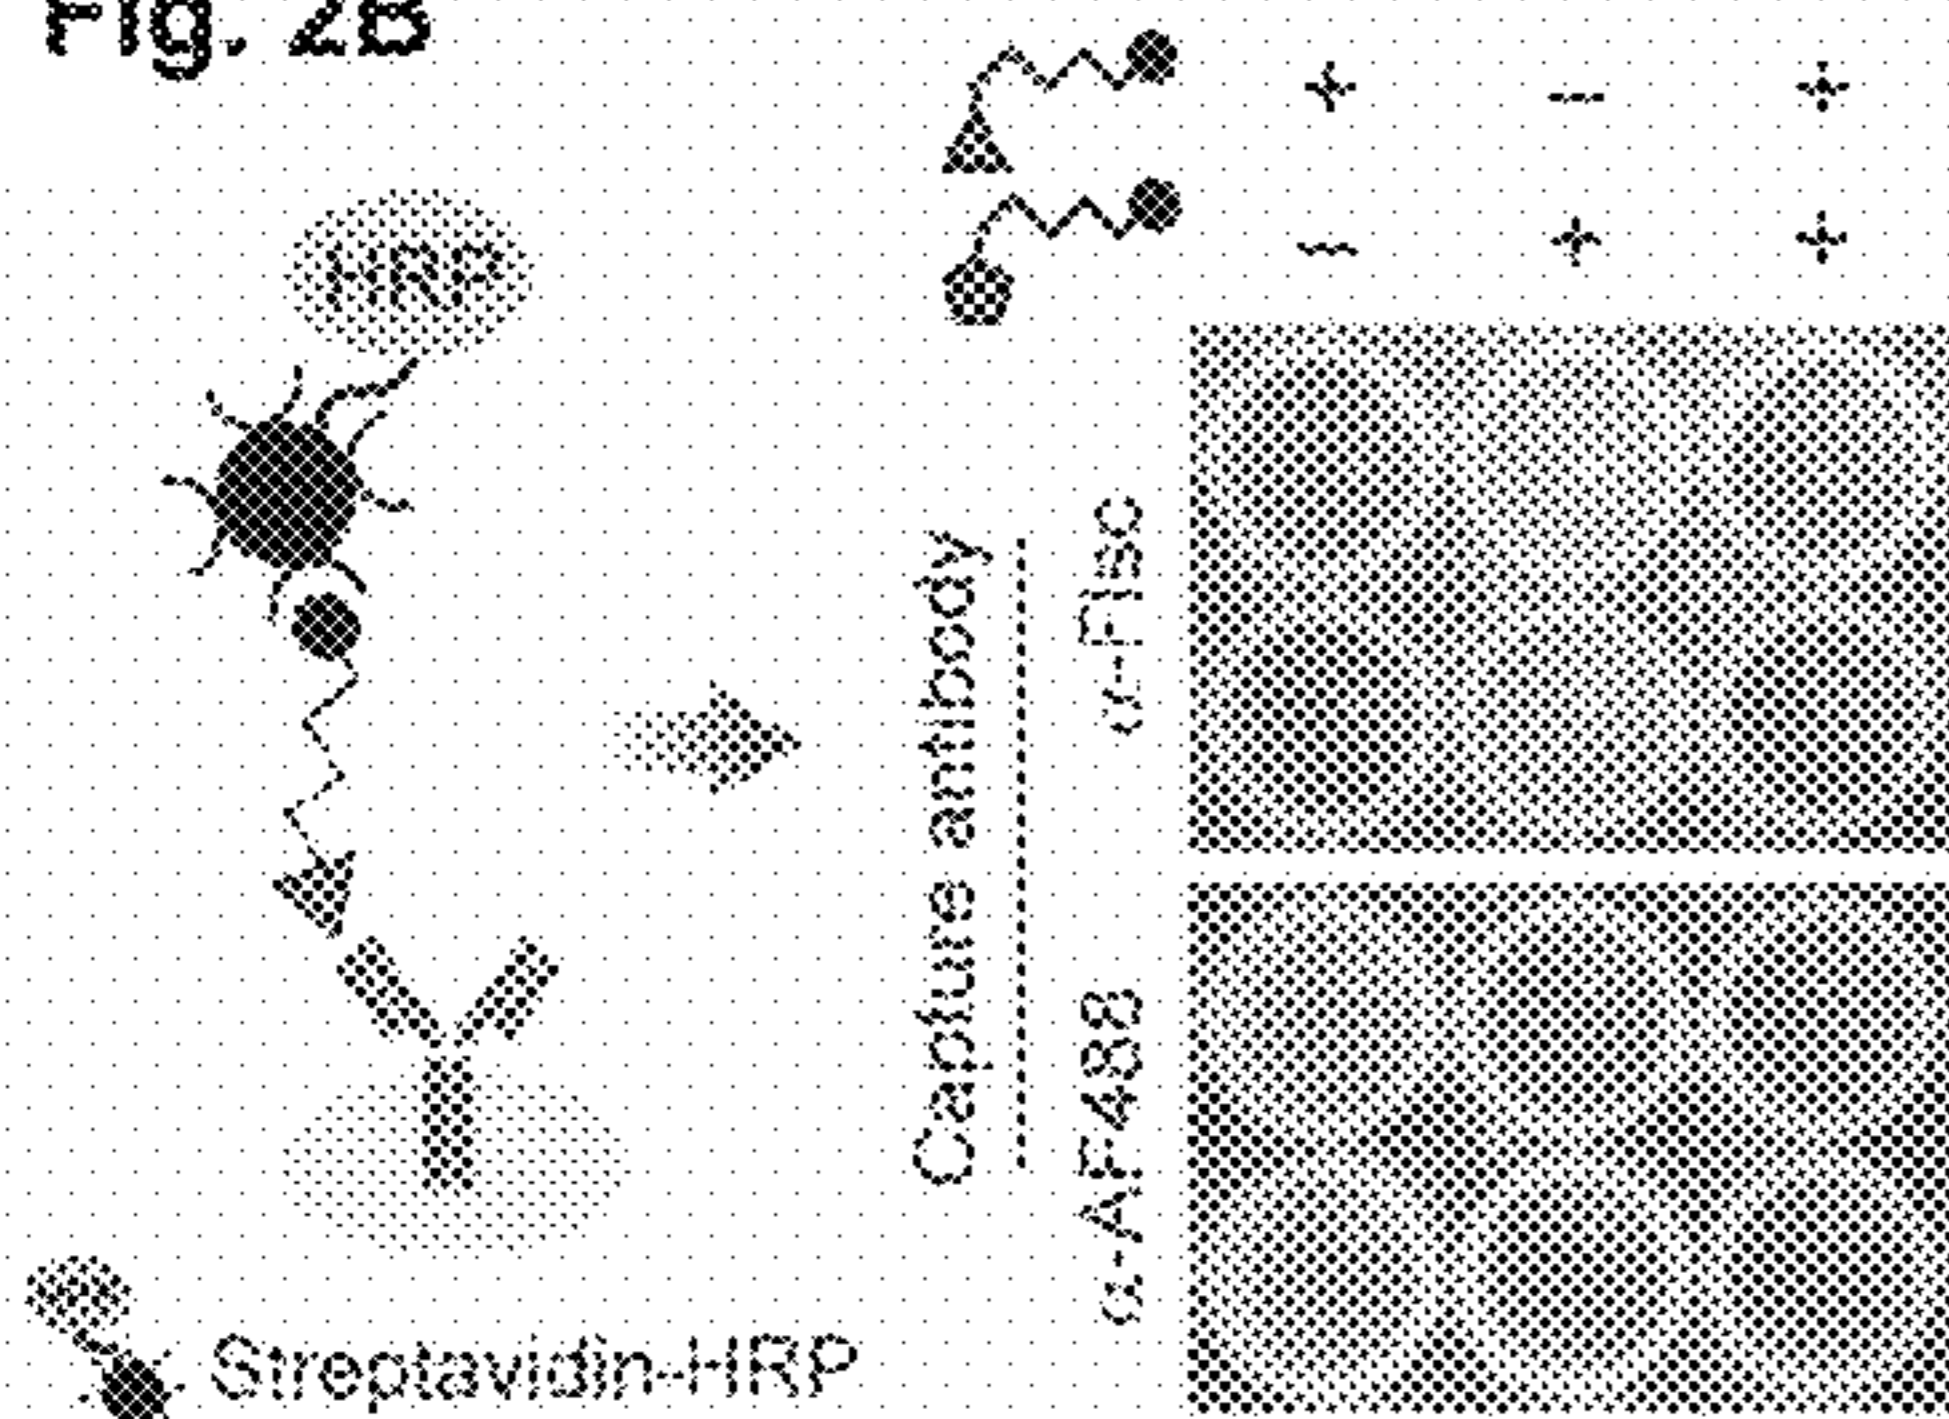 Fig. 2B
+ − +
− + +
HRP
Capture antibody
α-Flsc
α-AF488
Streptavidin-HRP